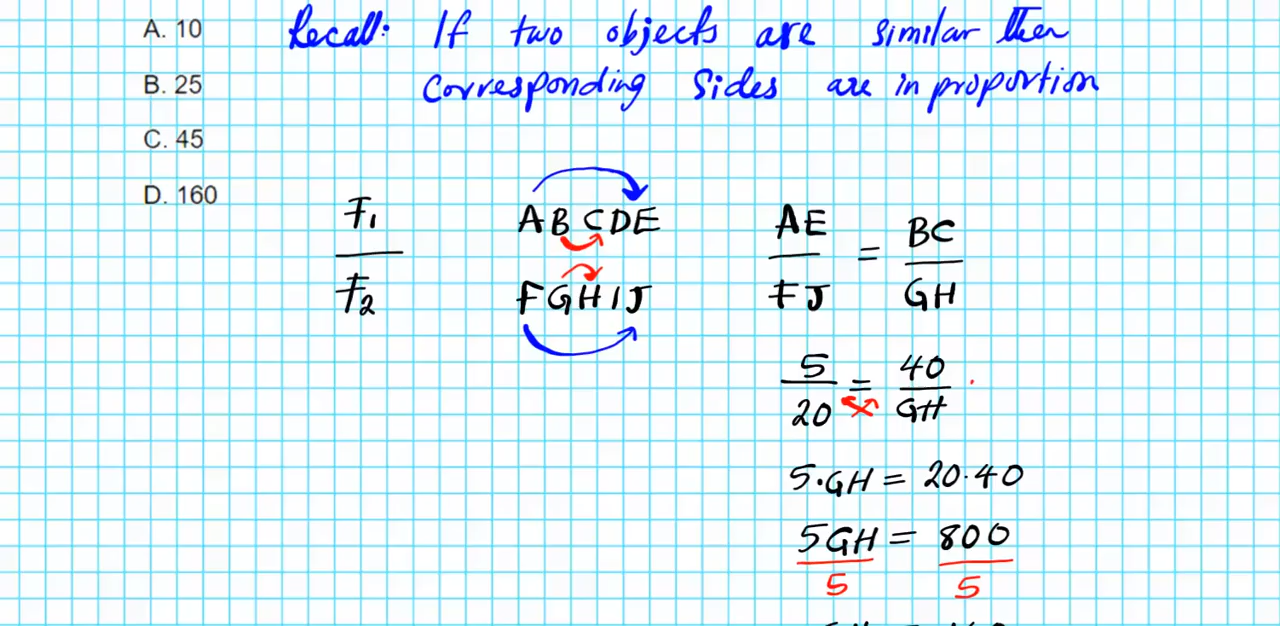 A. 10
Recall: If two objects are similar then
B. 25
corresponding sides are in proportion
C. 45
D. 160
F1
F2
ABCDE
FGHIJ
AE
FJ
=
BC
GH
5
20
=
40
GH
5·GH = 20·40
5GH = 800
5
5